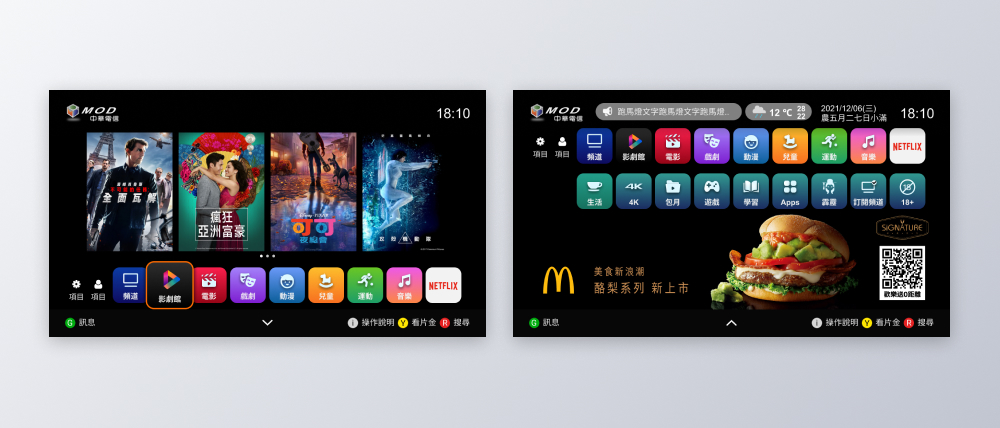 MOD
中華電信
18:10
全面瓦解
瘋狂
亞洲富豪
可可
夜總會
攻殼機動隊
項目 項目 頻道 影劇館 電影 戲劇 動漫 兒童 運動 音樂 NETFLIX
G 訊息 i 操作說明 Y 看片金 R 搜尋
MOD
中華電信
跑馬燈文字跑馬燈文字跑馬燈...
12 °C 28 22
2021/12/06(三)
農五月二七日小滿
18:10
項目 項目 頻道 影劇館 電影 戲劇 動漫 兒童 運動 音樂 NETFLIX
4K 18
生活 4K 包月 遊戲 學習 Apps 霹靂 訂閱頻道 18+
SIGNATURE
美食新浪潮
酪梨系列 新上市
歡樂送0距離
G 訊息 i 操作說明 Y 看片金 R 搜尋